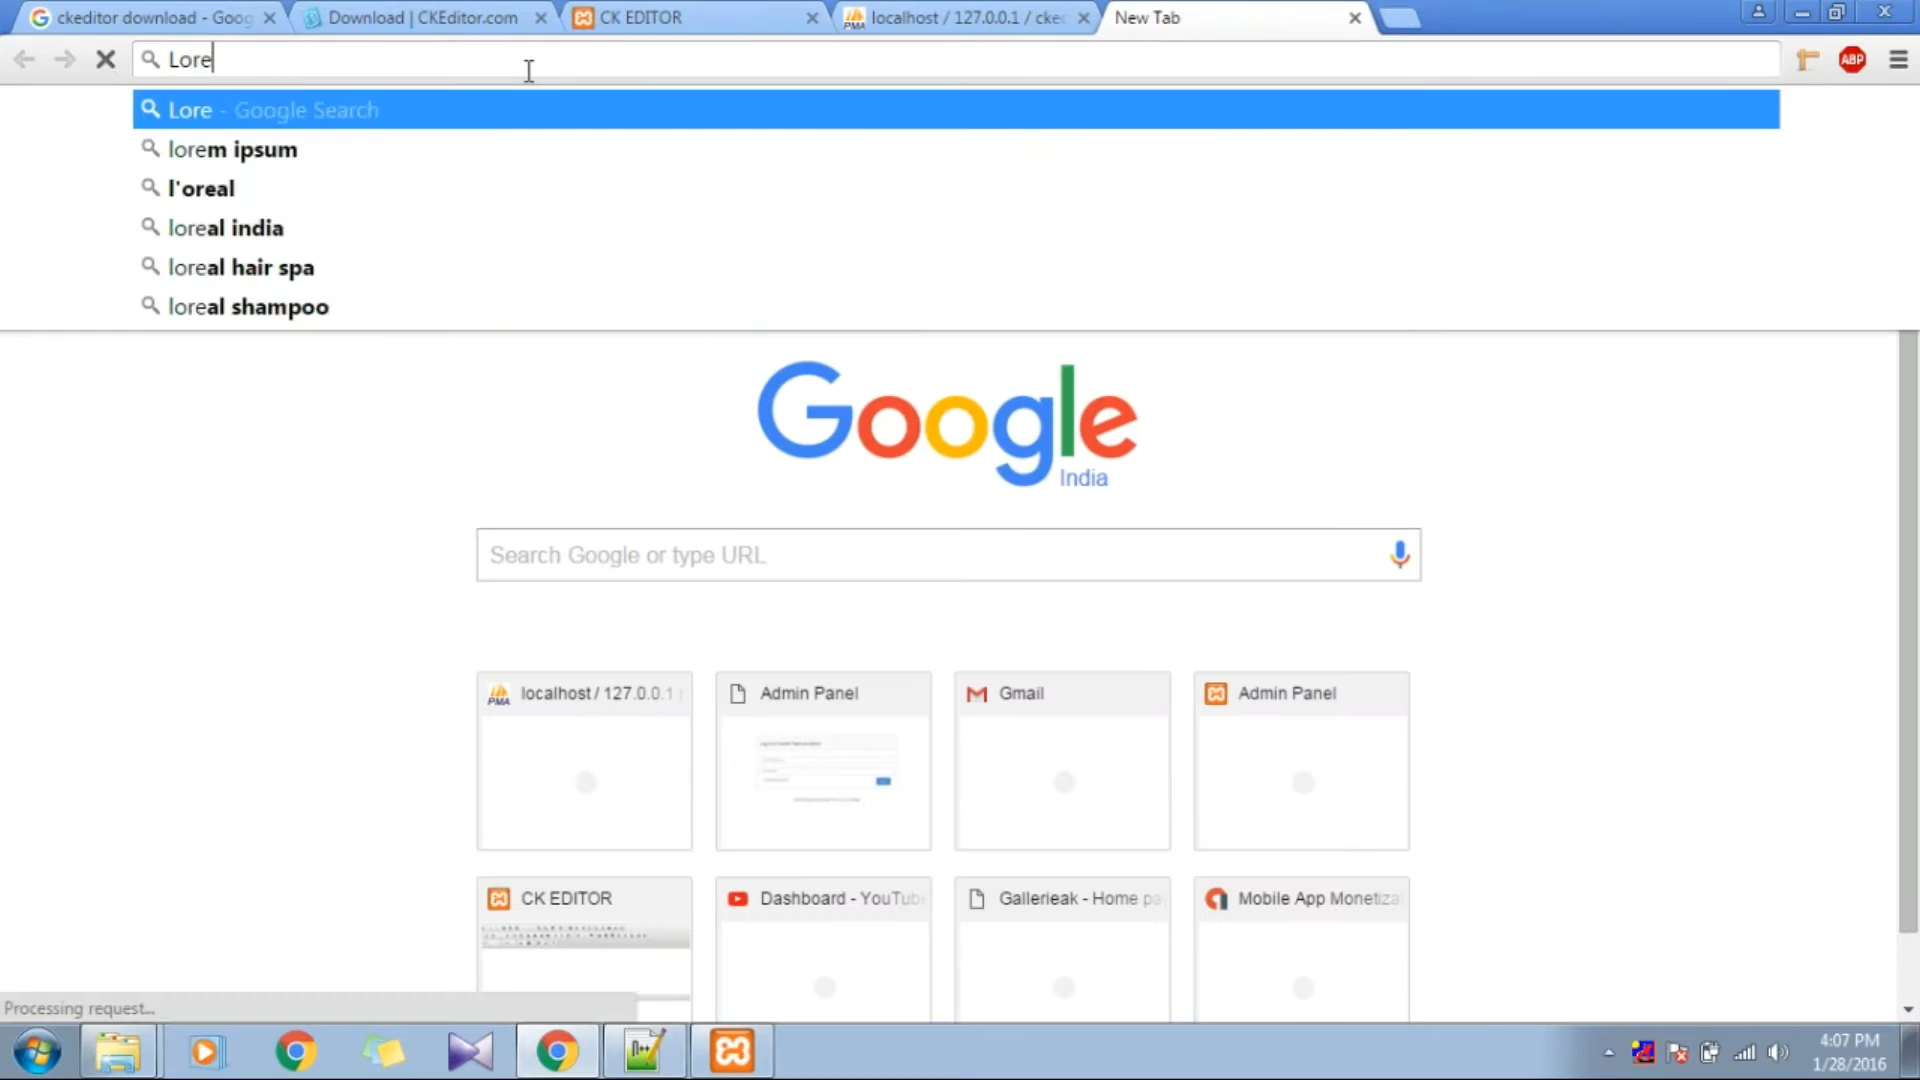 ckeditor download - Goog
Download | CKEditor.com
CK EDITOR
localhost / 127.0.0.1 / ckec
New Tab
Lore
ABP
Lore - Google Search
lorem ipsum
l'oreal
loreal india
loreal hair spa
loreal shampoo
Google
India
Search Google or type URL
localhost / 127.0.0.1
Admin Panel
Gmail
Admin Panel
CK EDITOR
Dashboard - YouTube
Gallerieak - Home pa
Mobile App Monetiza
Processing request...
4:07 PM
1/28/2016